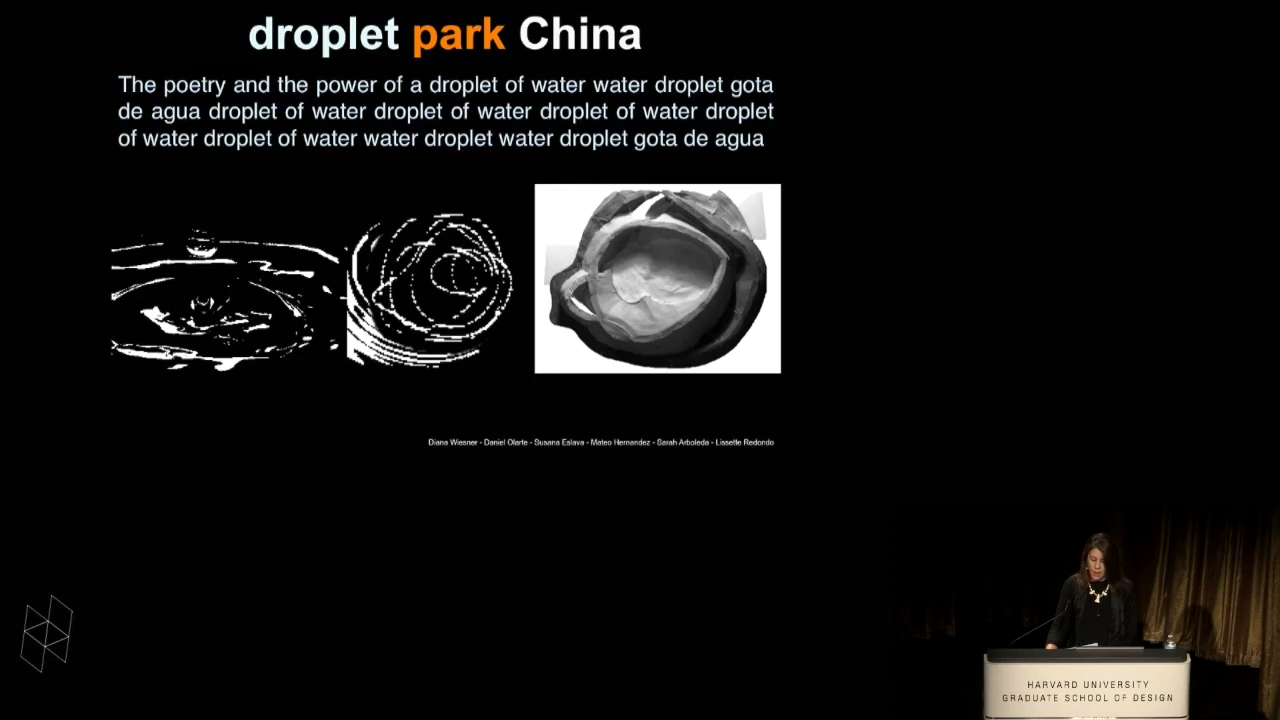 droplet park China
The poetry and the power of a droplet of water water droplet gota
de agua droplet of water droplet of water droplet of water droplet
of water droplet of water water droplet water droplet gota de agua
Diana Wiesner - Daniel Olarte - Susana Eslava - Mateo Hernandez - Sarah Arboleda - Lissette Redondo
HARVARD UNIVERSITY
GRADUATE SCHOOL OF DESIGN